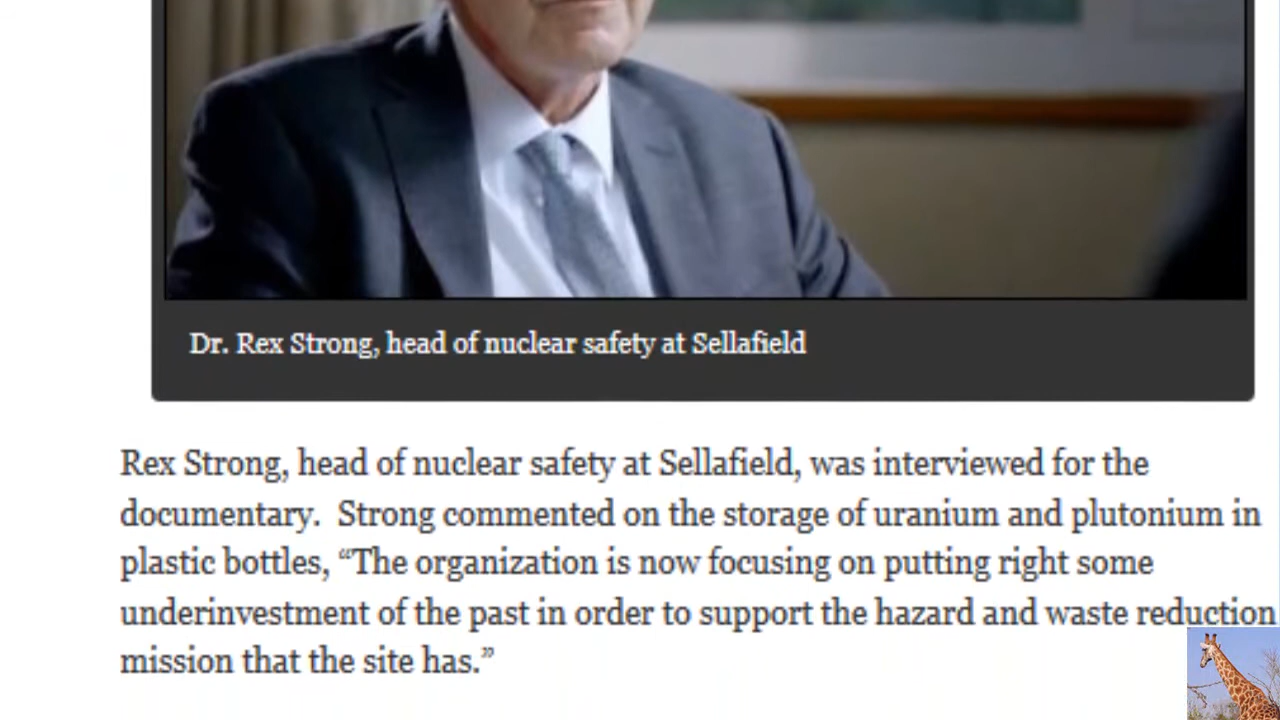 Dr. Rex Strong, head of nuclear safety at Sellafield
Rex Strong, head of nuclear safety at Sellafield, was interviewed for the
documentary.  Strong commented on the storage of uranium and plutonium in
plastic bottles, “The organization is now focusing on putting right some
underinvestment of the past in order to support the hazard and waste reduction
mission that the site has.”